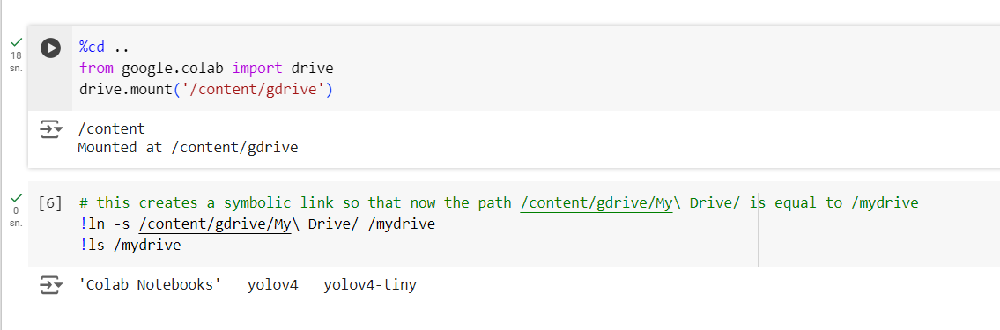 %cd ..
18
sn.
from google.colab import drive
drive.mount('/content/gdrive')
/content
Mounted at /content/gdrive
[6] # this creates a symbolic link so that now the path /content/gdrive/My\ Drive/ is equal to /mydrive
0
sn.
!ln -s /content/gdrive/My\ Drive/ /mydrive
!ls /mydrive
'Colab Notebooks' yolov4 yolov4-tiny